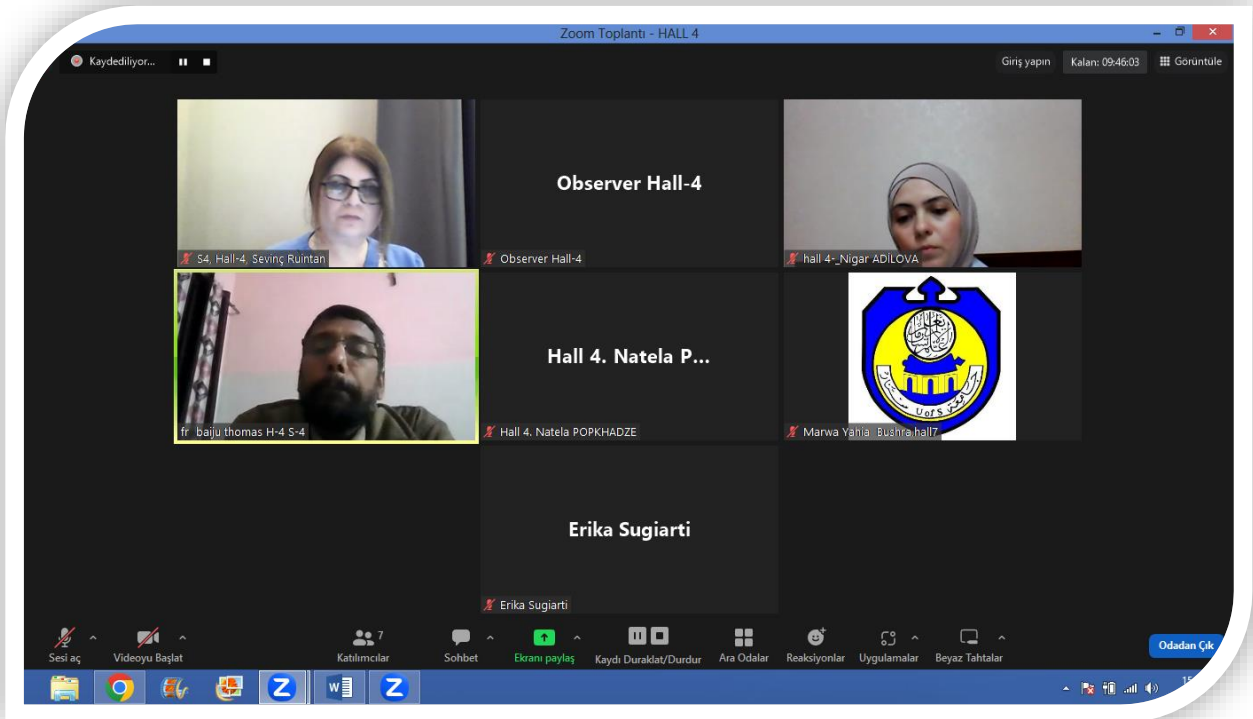 Zoom Toplantı - HALL 4
Kaydediliyor...
Giriş yapın
Kalan: 09:46:03
Görüntüle
S4, Hall-4, Sevinç Ruintan
Observer Hall-4
Observer Hall-4
hall 4-_Nigar ADİLOVA
fr baiju thomas H-4 S-4
Hall 4. Natela P...
Hall 4. Natela POPKHADZE
UofS
Marwa Yahia Bushra hall7
Erika Sugiarti
Erika Sugiarti
Sesi aç
Videoyu Başlat
7
Katılımcılar
Sohbet
Ekranı paylaş
Kaydı Duraklat/Durdur
Ara Odalar
Reaksiyonlar
Uygulamalar
Beyaz Tahtalar
Odadan Çık